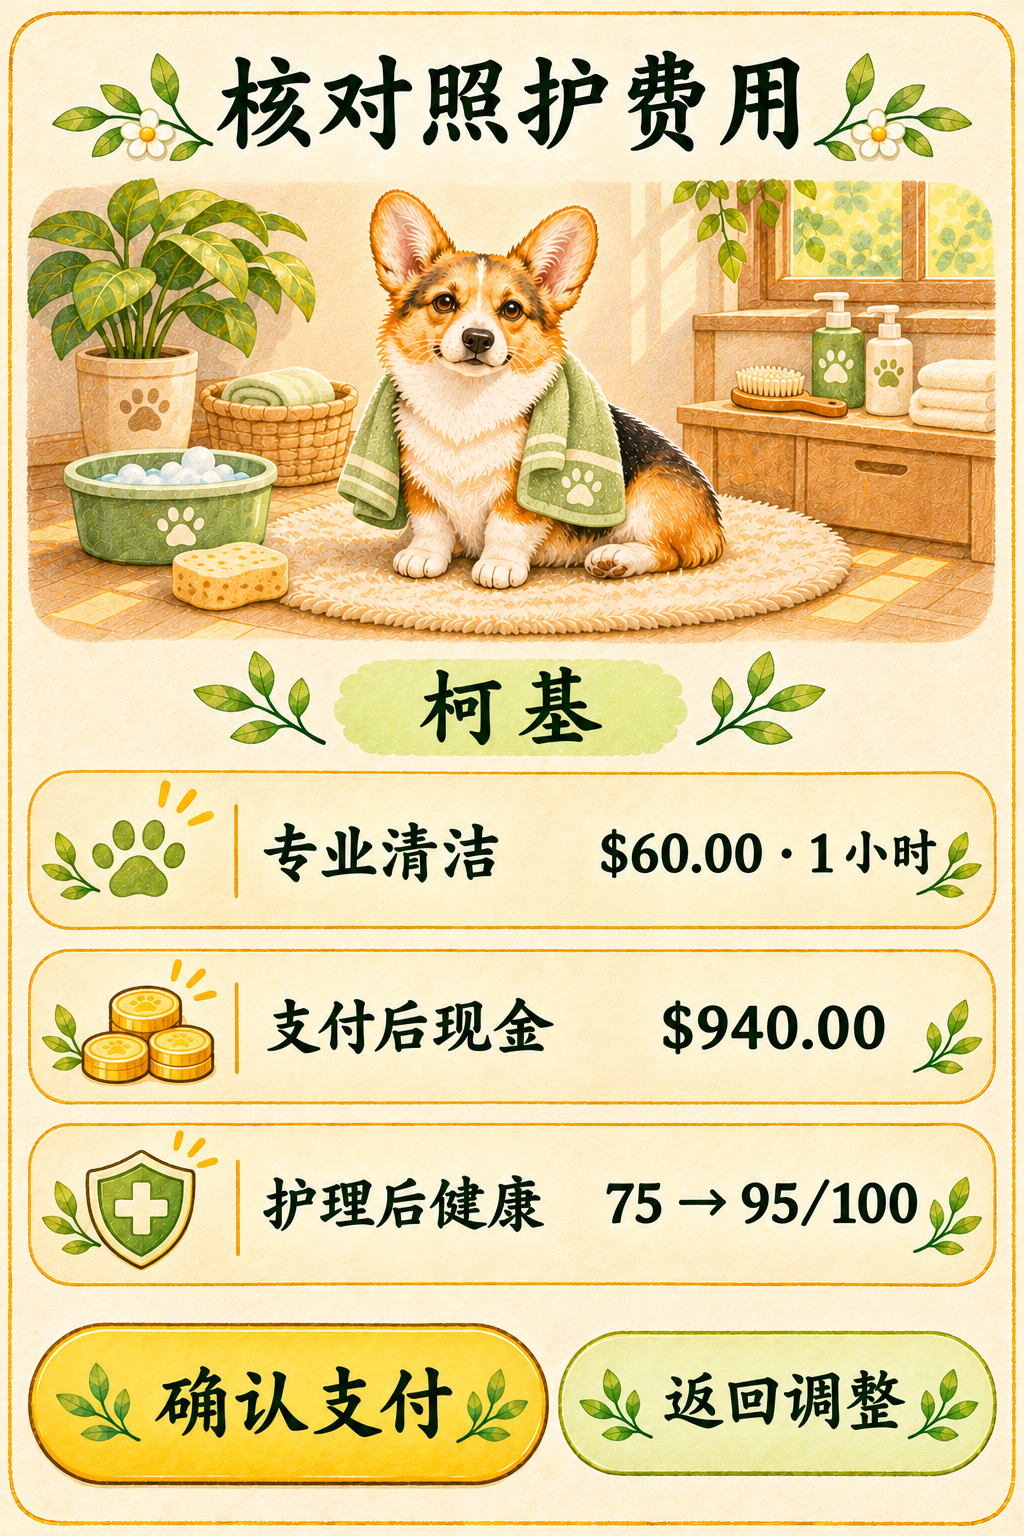 核对照护费用
柯基
专业清洁 $60.00 · 1小时
支付后现金 $940.00
护理后健康 75 → 95/100
确认支付 返回调整